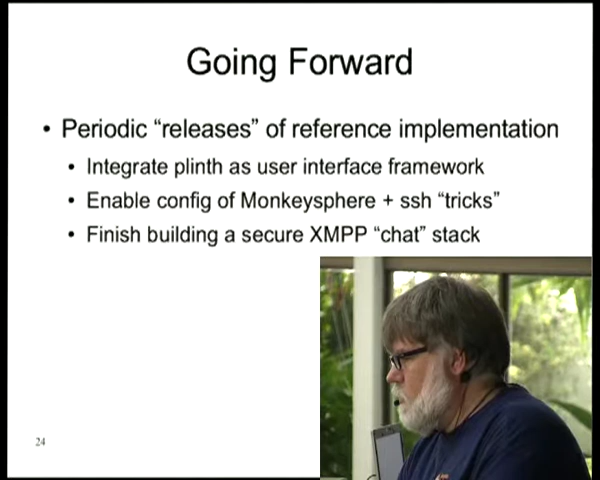 Going Forward
• Periodic “releases” of reference implementation
• Integrate plinth as user interface framework
• Enable config of Monkeysphere + ssh “tricks”
• Finish building a secure XMPP “chat” stack
24